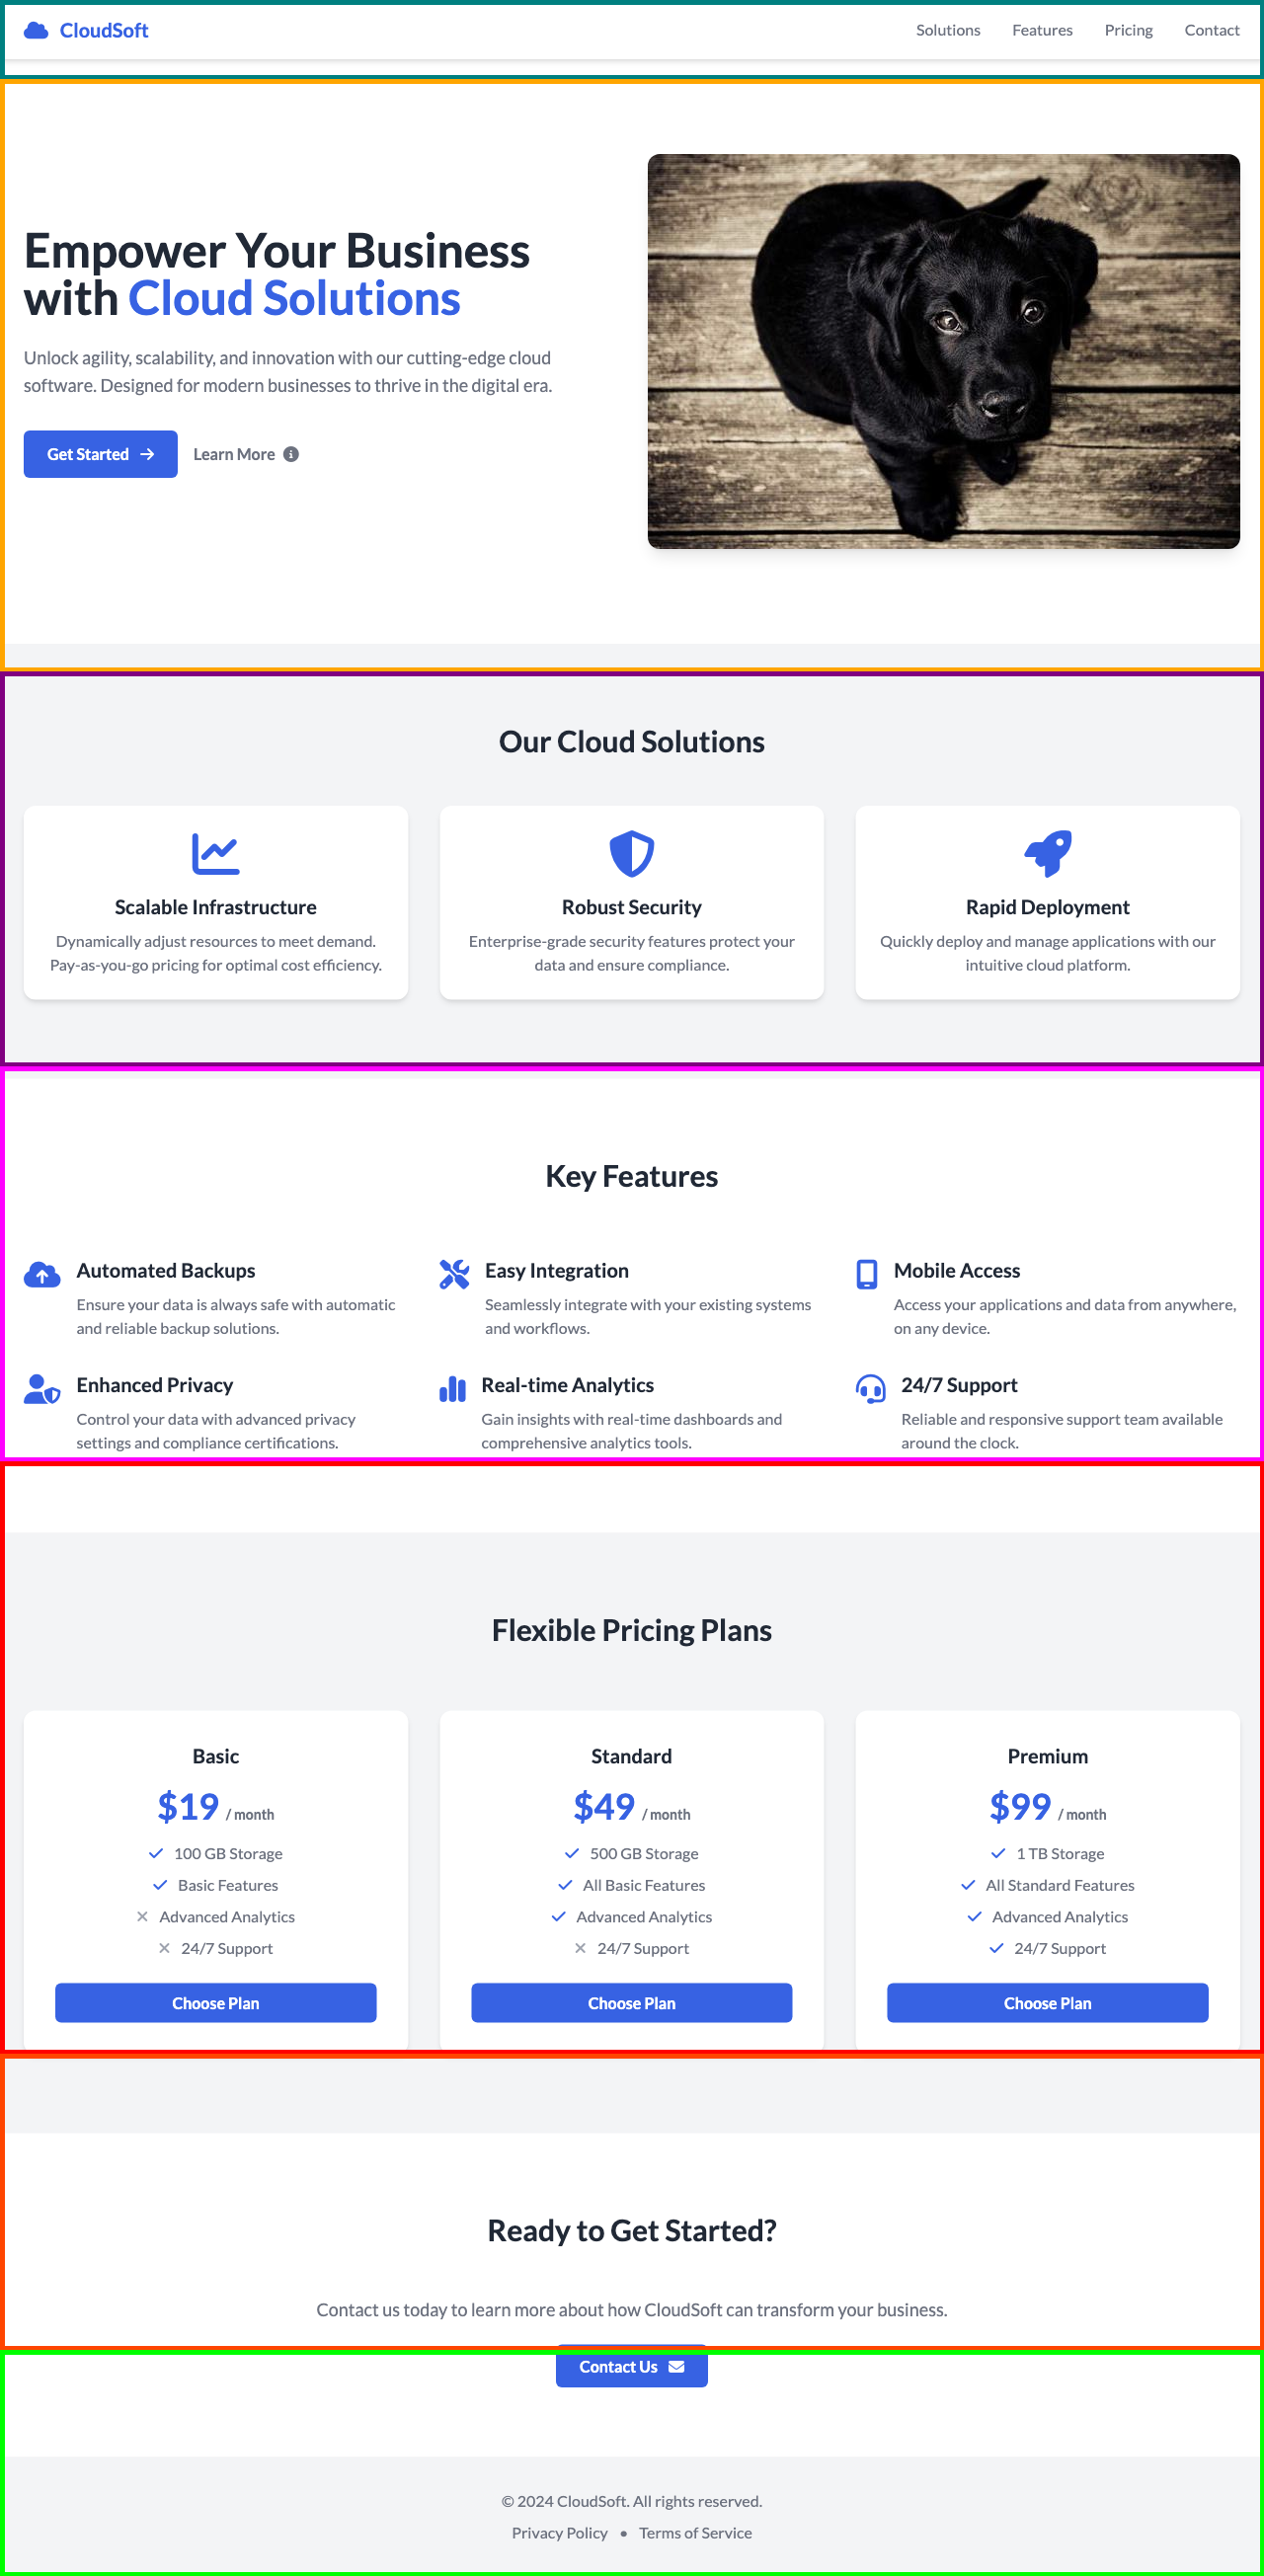 CloudSoft
Solutions Features Pricing Contact
Empower Your Business
with Cloud Solutions
Unlock agility, scalability, and innovation with our cutting-edge cloud
software. Designed for modern businesses to thrive in the digital era.
Get Started Learn More
Our Cloud Solutions
Scalable Infrastructure
Dynamically adjust resources to meet demand.
Pay-as-you-go pricing for optimal cost efficiency.
Robust Security
Enterprise-grade security features protect your
data and ensure compliance.
Rapid Deployment
Quickly deploy and manage applications with our
intuitive cloud platform.
Key Features
Automated Backups
Ensure your data is always safe with automatic
and reliable backup solutions.
Easy Integration
Seamlessly integrate with your existing systems
and workflows.
Mobile Access
Access your applications and data from anywhere,
on any device.
Enhanced Privacy
Control your data with advanced privacy
settings and compliance certifications.
Real-time Analytics
Gain insights with real-time dashboards and
comprehensive analytics tools.
24/7 Support
Reliable and responsive support team available
around the clock.
Flexible Pricing Plans
Basic
$19 / month
100 GB Storage
Basic Features
Advanced Analytics
24/7 Support
Choose Plan
Standard
$49 / month
500 GB Storage
All Basic Features
Advanced Analytics
24/7 Support
Choose Plan
Premium
$99 / month
1 TB Storage
All Standard Features
Advanced Analytics
24/7 Support
Choose Plan
Ready to Get Started?
Contact us today to learn more about how CloudSoft can transform your business.
Contact Us
© 2024 CloudSoft. All rights reserved.
Privacy Policy • Terms of Service